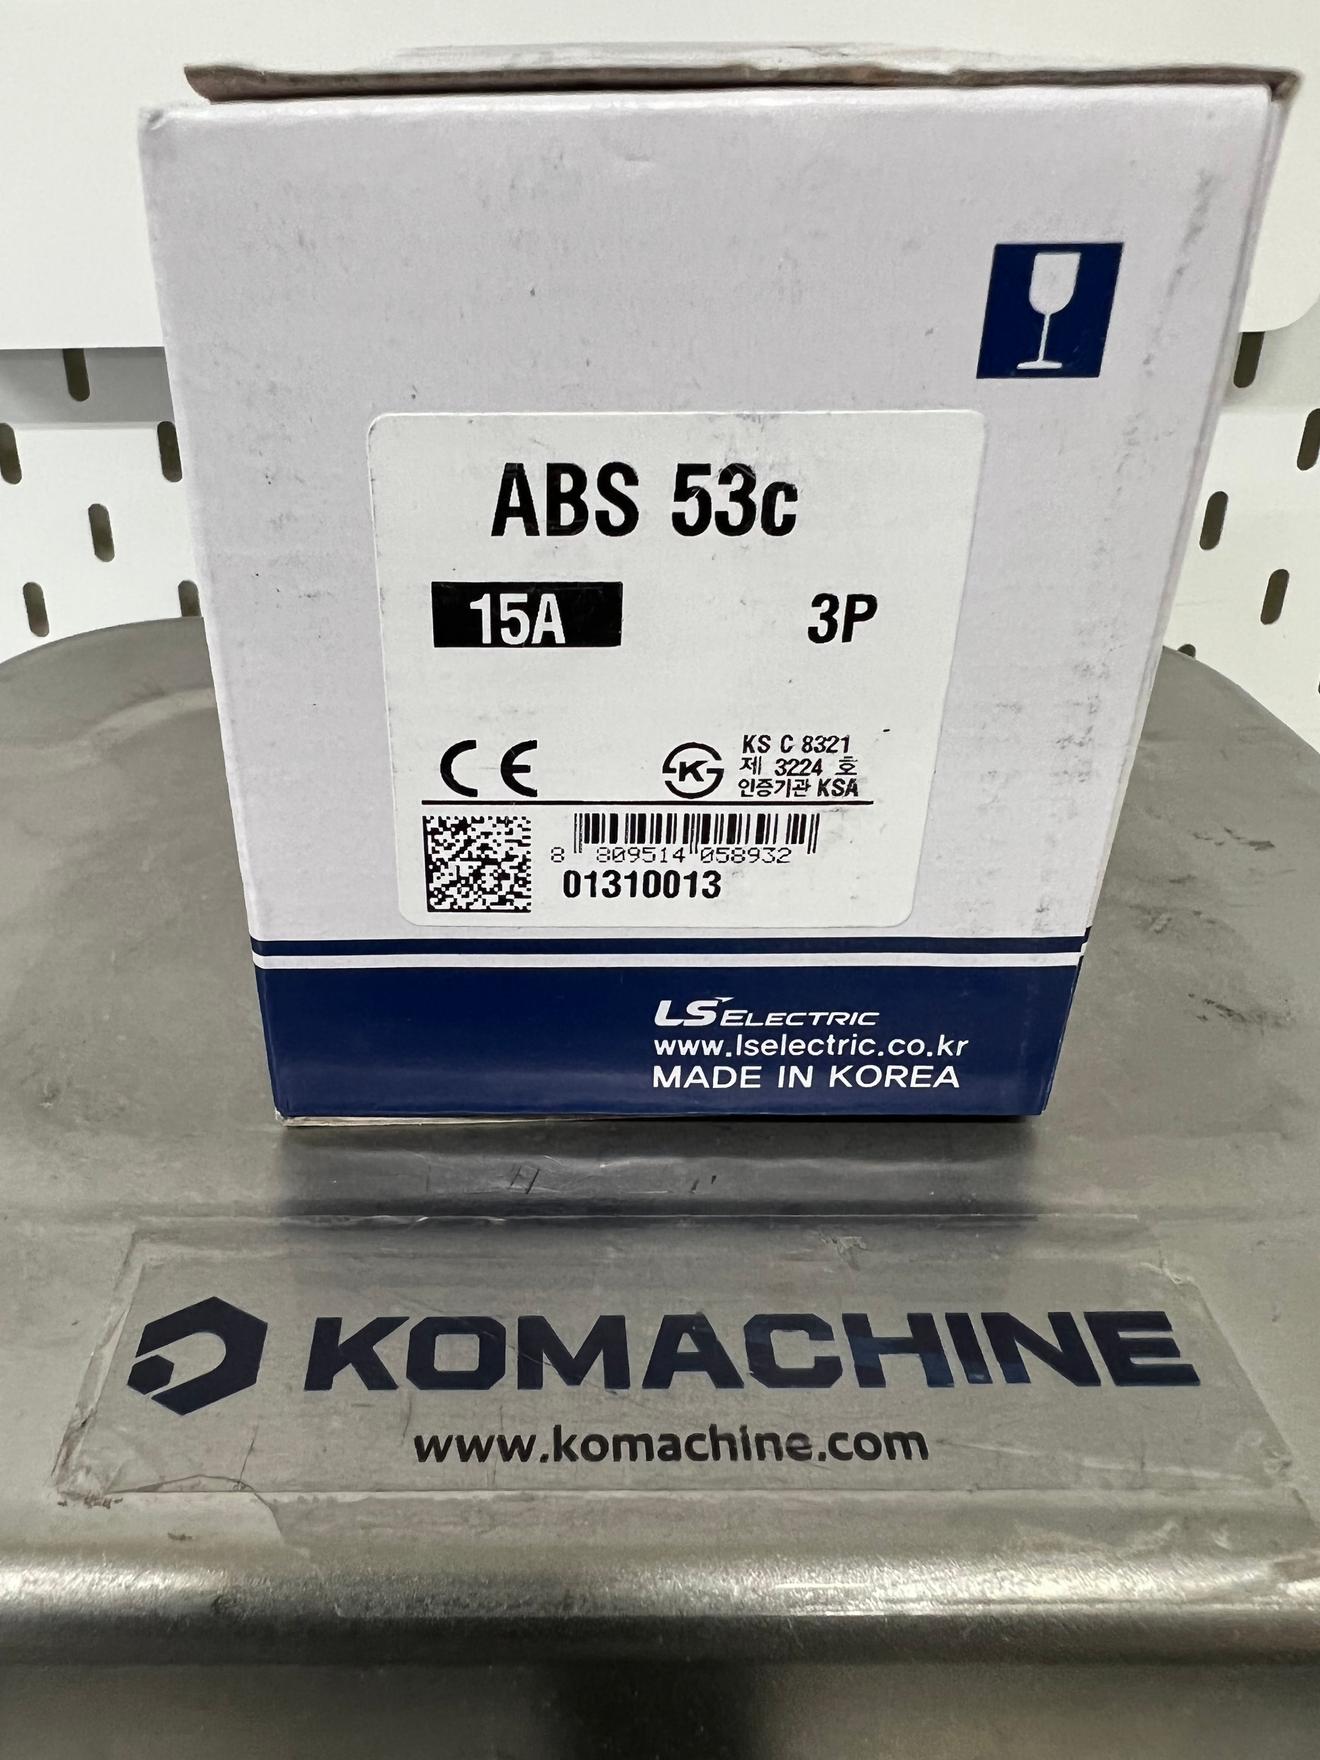 ABS 53c
15A 3P
CE
K
KS C 8321
제 3224 호
인증기관 KSA
8 809514 058932
01310013
LS ELECTRIC
www.lselectric.co.kr
MADE IN KOREA
KOMACHINE
www.komachine.com